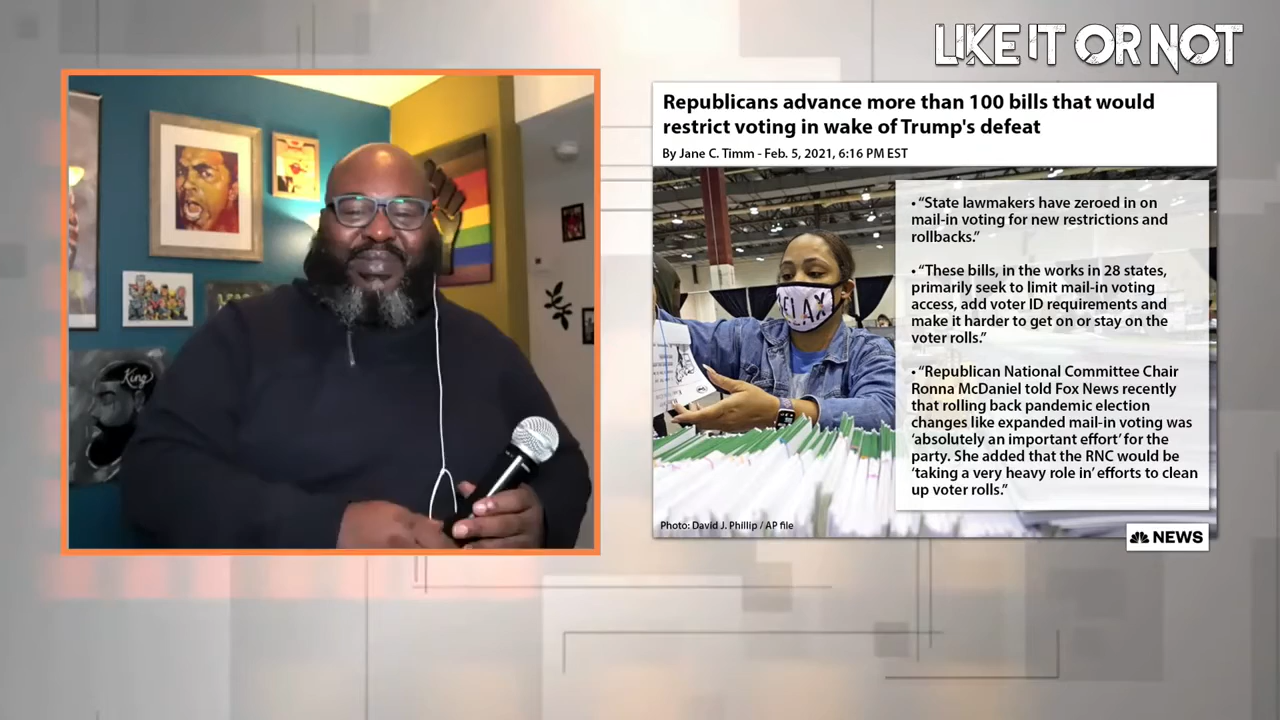 LIKE IT OR NOT
Republicans advance more than 100 bills that would
restrict voting in wake of Trump's defeat
By Jane C. Timm - Feb. 5, 2021, 6:16 PM EST
• “State lawmakers have zeroed in on
mail-in voting for new restrictions and
rollbacks.”
• “These bills, in the works in 28 states,
primarily seek to limit mail-in voting
access, add voter ID requirements and
make it harder to get on or stay on the
voter rolls.”
• “Republican National Committee Chair
Ronna McDaniel told Fox News recently
that rolling back pandemic election
changes like expanded mail-in voting was
‘absolutely an important effort’ for the
party. She added that the RNC would be
‘taking a very heavy role in’ efforts to clean
up voter rolls.”
King
Photo: David J. Phillip / AP file
NEWS